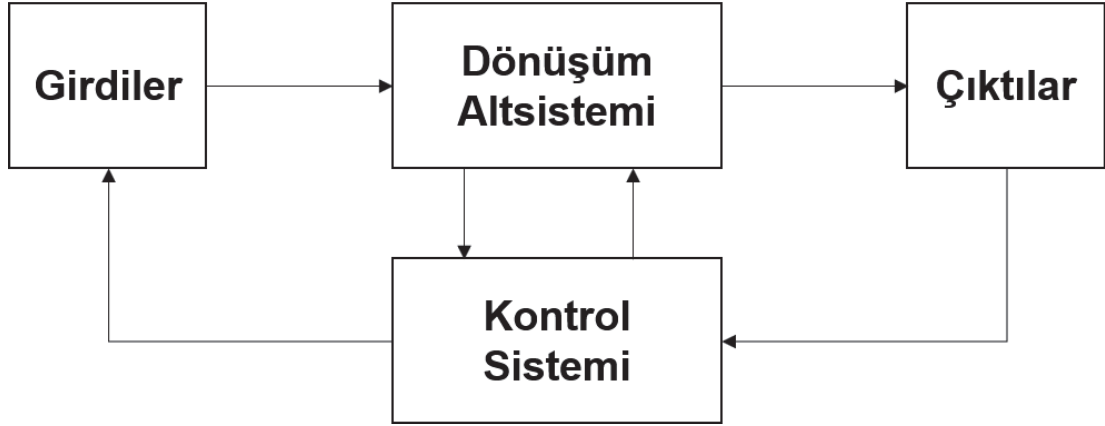 Girdiler
Dönüşüm
Altsistemi
Çıktılar
Kontrol
Sistemi